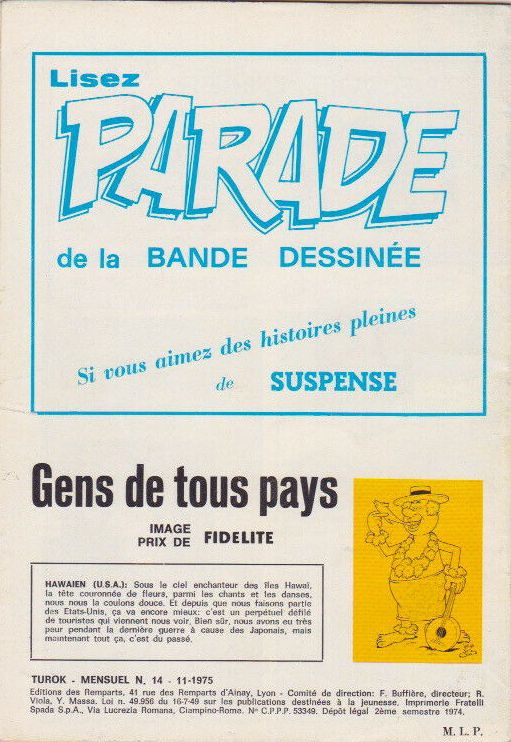 Lisez
PARADE
de la BANDE DESSINÉE
Si vous aimez des histoires pleines
de SUSPENSE
Gens de tous pays
IMAGE
PRIX DE FIDELITE
HAWAIEN (U.S.A.): Sous le ciel enchanteur des Iles Hawaï,
la tête couronnée de fleurs, parmi les chants et les danses,
nous nous la coulons douce. Et depuis que nous faisons partie
des Etats-Unis, ça va encore mieux: c'est un perpétuel défilé
de touristes qui viennent nous voir. Bien sûr, nous avons eu très
peur pendant la dernière guerre à cause des Japonais, mais
maintenant tout ça, c'est du passé.
TUROK - MENSUEL N. 14 - 11-1975
Editions des Remparts, 41 rue des Remparts d'Ainay, Lyon - Comité de direction: F. Buffière, directeur; R.
Viola, Y. Massa. Loi n. 49.956 du 16-7-49 sur les publications destinées à la jeunesse. Imprimerie Fratelli
Spada S.p.A., Via Lucrezia Romana, Ciampino-Rome. N° C.P.P.P. 53349. Dépôt légal 2ème semestre 1974.
M. L. P.